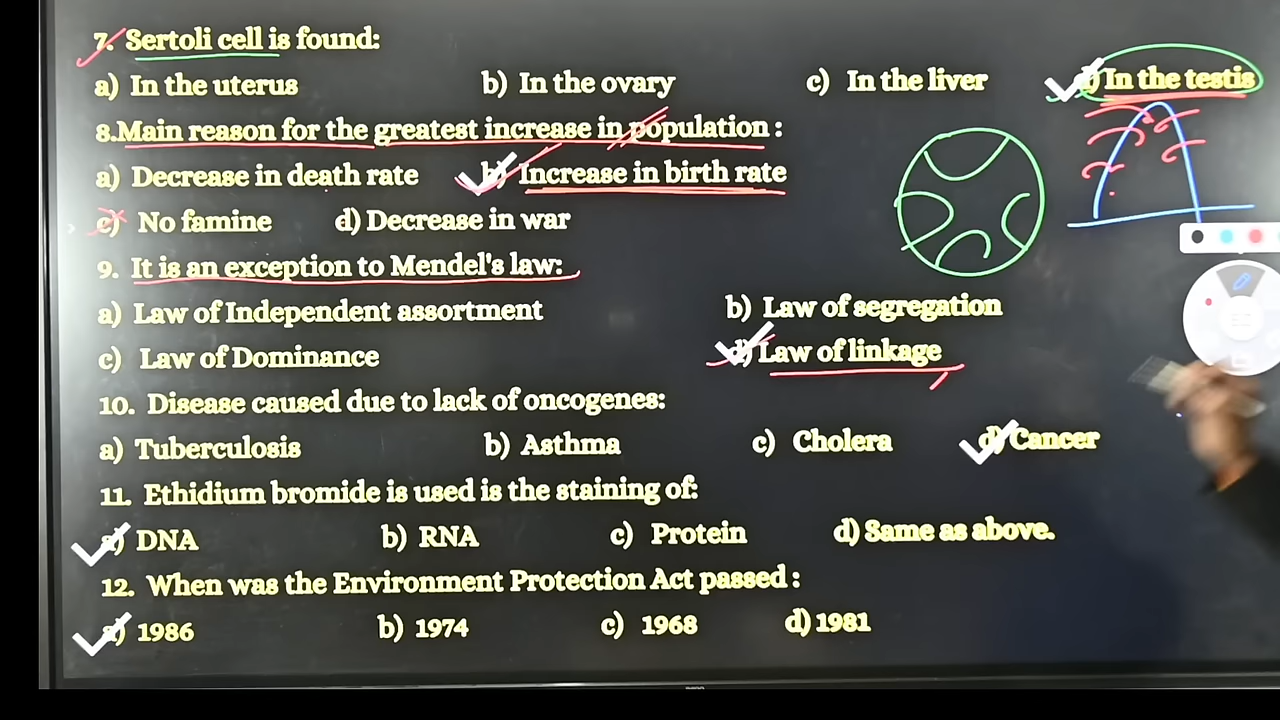 7. Sertoli cell is found:
a) In the uterus b) In the ovary c) In the liver d) In the testis
8.Main reason for the greatest increase in population :
a) Decrease in death rate b) Increase in birth rate
c) No famine d) Decrease in war
9. It is an exception to Mendel's law:
a) Law of Independent assortment b) Law of segregation
c) Law of Dominance d) Law of linkage
10. Disease caused due to lack of oncogenes:
a) Tuberculosis b) Asthma c) Cholera d) Cancer
11. Ethidium bromide is used is the staining of:
a) DNA b) RNA c) Protein d) Same as above.
12. When was the Environment Protection Act passed :
a) 1986 b) 1974 c) 1968 d) 1981